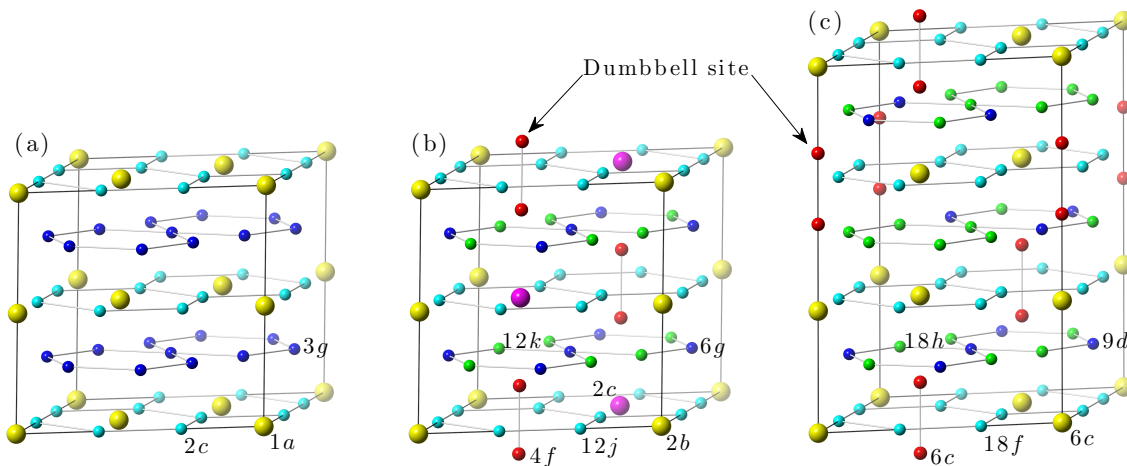 (c)
Dumbbell site
(a)
(b)
3g
12k
6g
18h
9d
2c
2c
1a
4f
12j
2b
6c
18f
6c